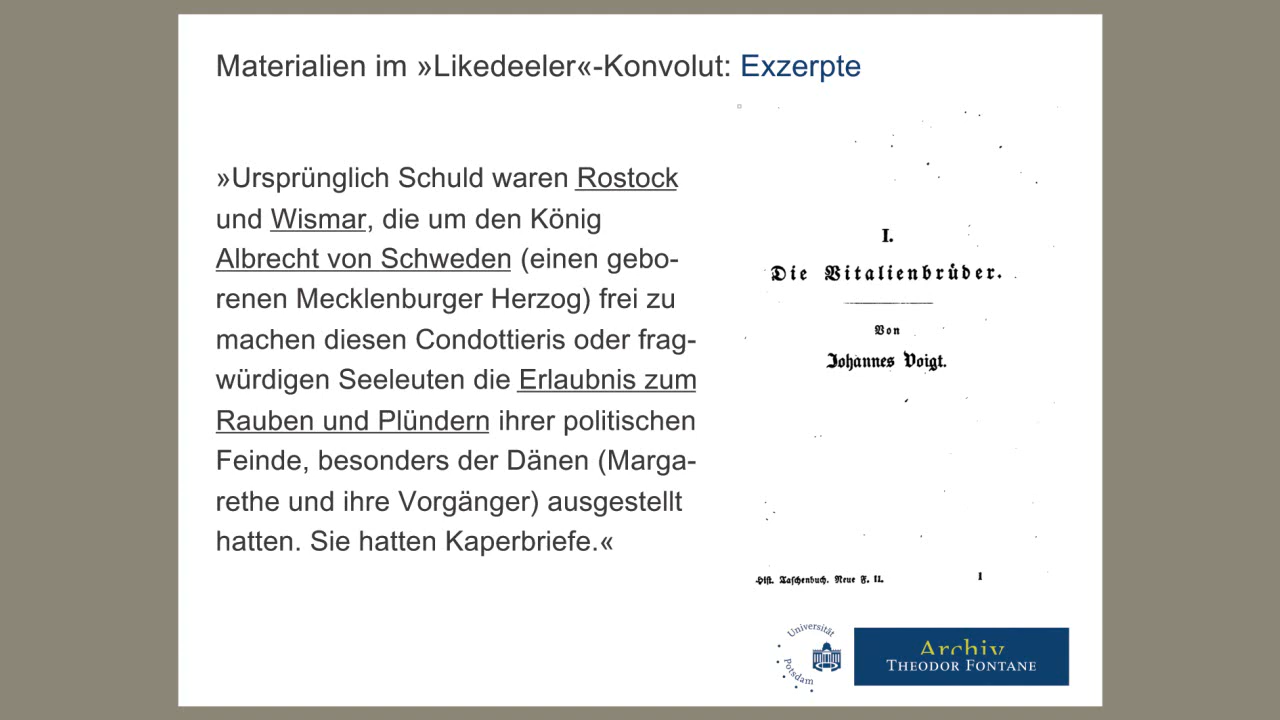 Materialien im »Likedeeler«-Konvolut: Exzerpte
»Ursprünglich Schuld waren Rostock
und Wismar, die um den König
Albrecht von Schweden (einen gebo-
renen Mecklenburger Herzog) frei zu
machen diesen Condottieris oder frag-
würdigen Seeleuten die Erlaubnis zum
Rauben und Plündern ihrer politischen
Feinde, besonders der Dänen (Marga-
rethe und ihre Vorgänger) ausgestellt
hatten. Sie hatten Kaperbriefe.«
I.
Die Vitalienbrüder.
Von
Johannes Voigt.
Hist. Taschenbuch. Neue F. II. 1
Universität
Potsdam
Archiv
THEODOR FONTANE